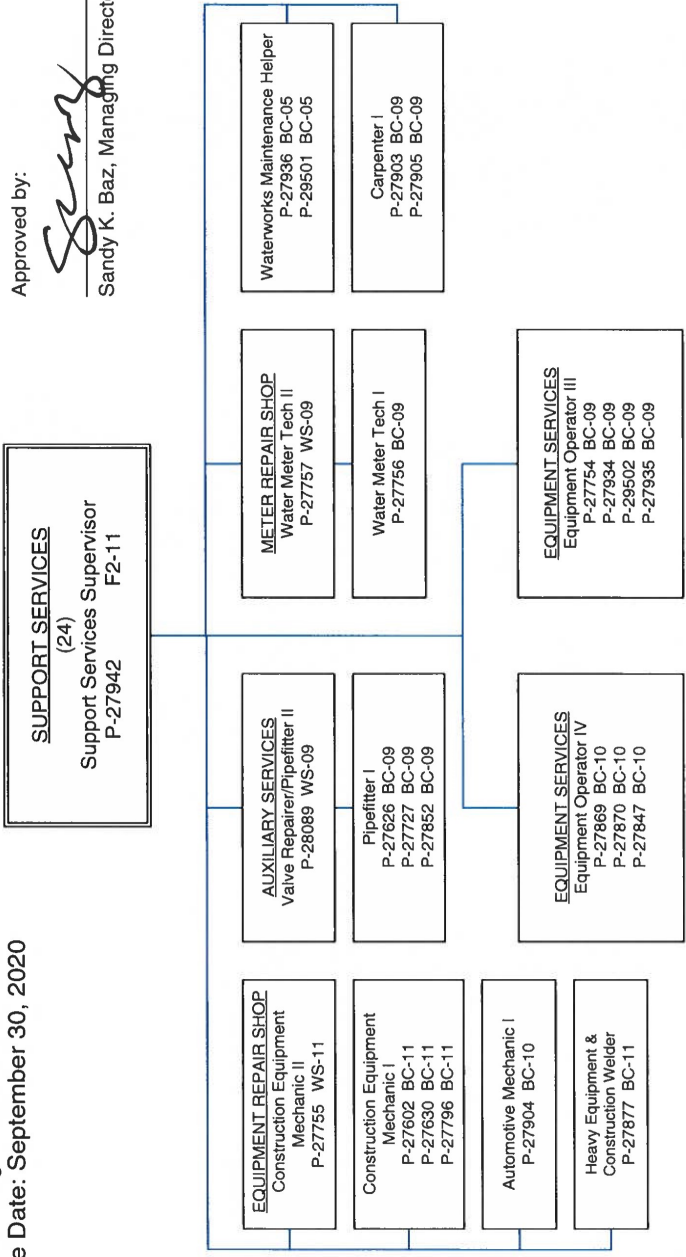 e Date: September 30, 2020
Approved by:
Sandy K. Baz, Managing Direct
SUPPORT SERVICES
(24)
Support Services Supervisor
P-27942 F2-11
EQUIPMENT REPAIR SHOP
Construction Equipment
Mechanic II
P-27755 WS-11
Construction Equipment
Mechanic I
P-27602 BC-11
P-27630 BC-11
P-27796 BC-11
Automotive Mechanic I
P-27904 BC-10
Heavy Equipment &
Construction Welder
P-27877 BC-11
AUXILIARY SERVICES
Valve Repairer/Pipefitter II
P-28089 WS-09
Pipefitter I
P-27626 BC-09
P-27727 BC-09
P-27852 BC-09
METER REPAIR SHOP
Water Meter Tech II
P-27757 WS-09
Water Meter Tech I
P-27756 BC-09
Waterworks Maintenance Helper
P-27936 BC-05
P-29501 BC-05
Carpenter I
P-27903 BC-09
P-27905 BC-09
EQUIPMENT SERVICES
Equipment Operator IV
P-27869 BC-10
P-27870 BC-10
P-27847 BC-10
EQUIPMENT SERVICES
Equipment Operator III
P-27754 BC-09
P-27934 BC-09
P-29502 BC-09
P-27935 BC-09